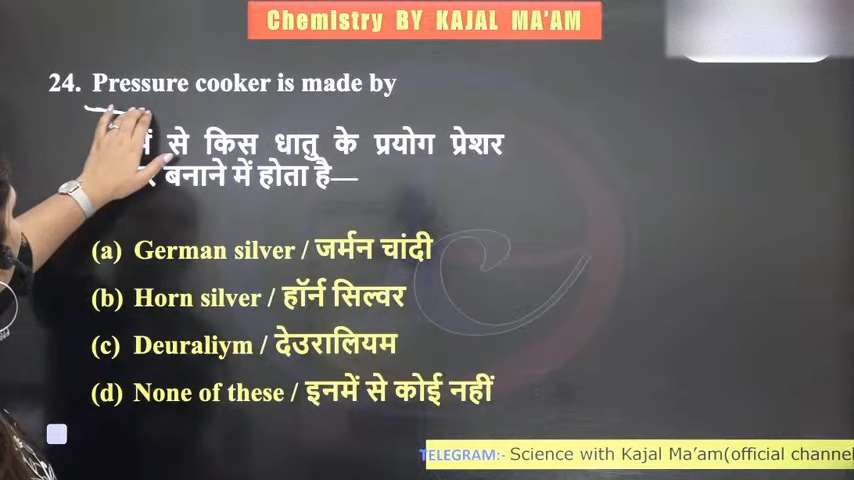 Chemistry BY KAJAL MA'AM
24. Pressure cooker is made by
से किस धातु के प्रयोग प्रेशर
बनाने में होता है—
(a) German silver / जर्मन चांदी
(b) Horn silver / हॉर्न सिल्वर
(c) Deuraliym / देउरालियम
(d) None of these / इनमें से कोई नहीं
TELEGRAM:- Science with Kajal Ma'am(official channel